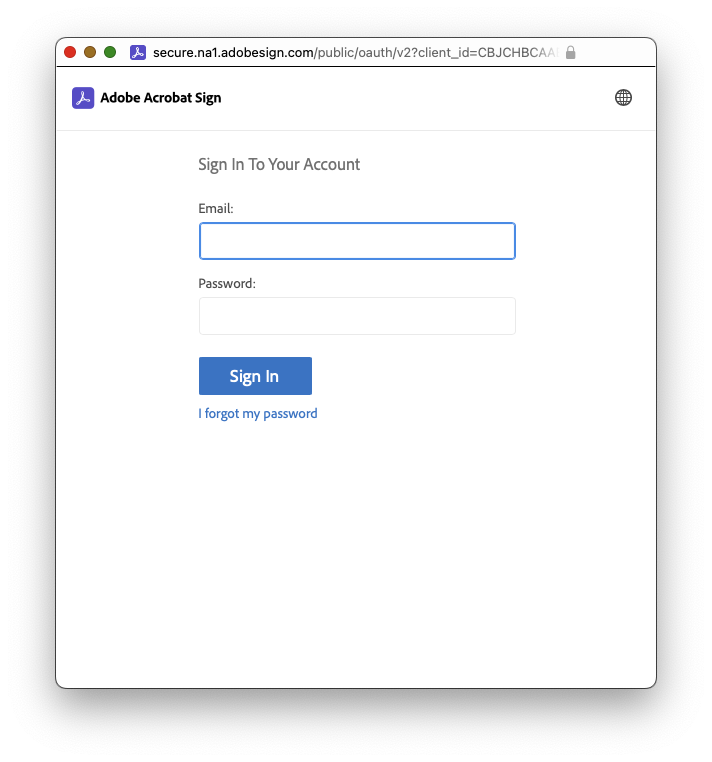 secure.na1.adobesign.com/public/oauth/v2?client_id=CBJCHBCAA
Adobe Acrobat Sign
Sign In To Your Account
Email:
Password:
Sign In
I forgot my password